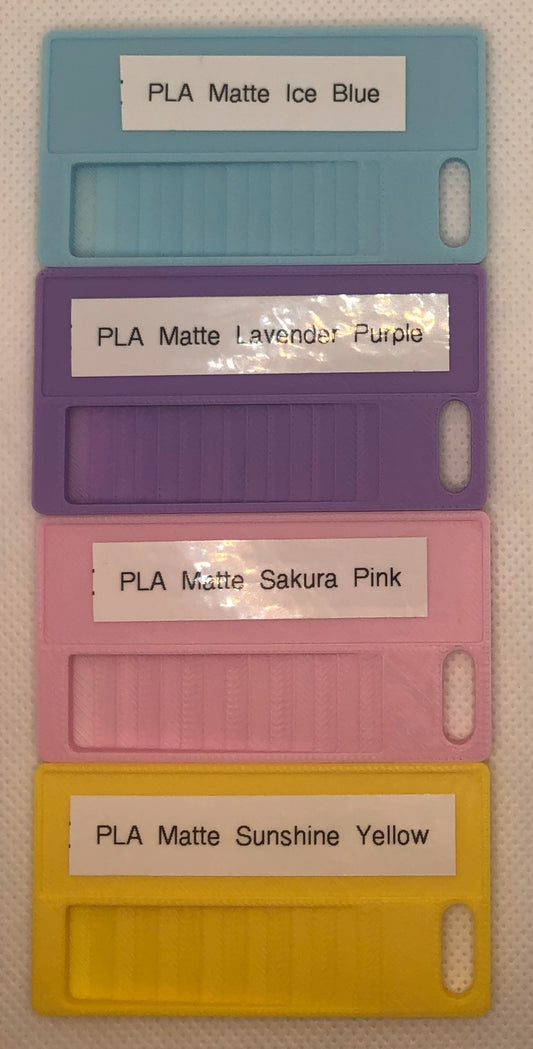 PLA Matte Ice Blue
PLA Matte Lavender Purple
PLA Matte Sakura Pink
PLA Matte Sunshine Yellow